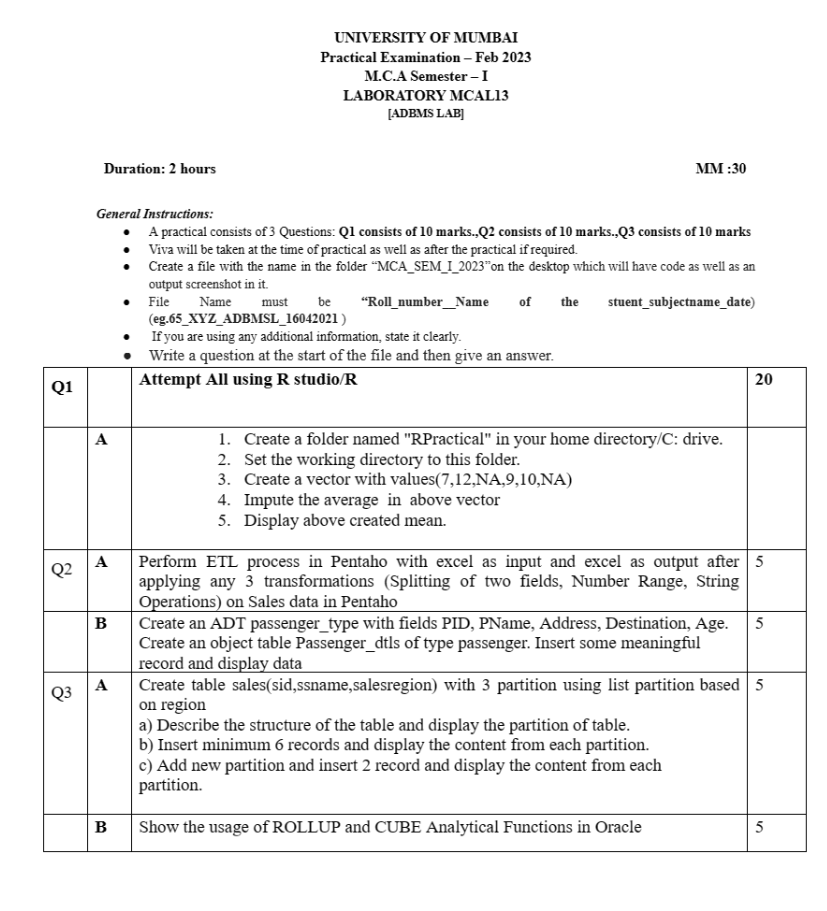 UNIVERSITY OF MUMBAI
Practical Examination – Feb 2023
M.C.A Semester – I
LABORATORY MCAL13
[ADBMS LAB]
Duration: 2 hours MM :30
General Instructions:
• A practical consists of 3 Questions: Q1 consists of 10 marks.,Q2 consists of 10 marks.,Q3 consists of 10 marks
• Viva will be taken at the time of practical as well as after the practical if required.
• Create a file with the name in the folder “MCA_SEM_I_2023”on the desktop which will have code as well as an
output screenshot in it.
• File Name must be “Roll_number__Name of the stuent_subjectname_date)
(eg.65_XYZ_ADBMSL_16042021 )
• If you are using any additional information, state it clearly.
• Write a question at the start of the file and then give an answer.
Q1 Attempt All using R studio/R 20
A 1. Create a folder named "RPractical" in your home directory/C: drive.
2. Set the working directory to this folder.
3. Create a vector with values(7,12,NA,9,10,NA)
4. Impute the average in above vector
5. Display above created mean.
Q2 A Perform ETL process in Pentaho with excel as input and excel as output after 5
applying any 3 transformations (Splitting of two fields, Number Range, String
Operations) on Sales data in Pentaho
B Create an ADT passenger_type with fields PID, PName, Address, Destination, Age. 5
Create an object table Passenger_dtls of type passenger. Insert some meaningful
record and display data
Q3 A Create table sales(sid,ssname,salesregion) with 3 partition using list partition based 5
on region
a) Describe the structure of the table and display the partition of table.
b) Insert minimum 6 records and display the content from each partition.
c) Add new partition and insert 2 record and display the content from each
partition.
B Show the usage of ROLLUP and CUBE Analytical Functions in Oracle 5